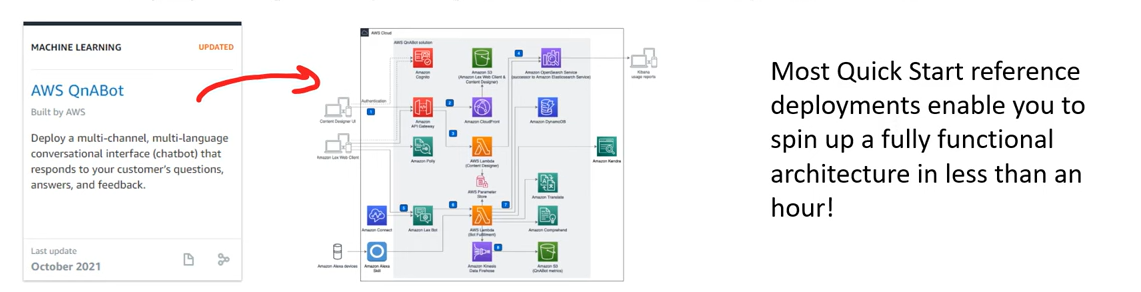 MACHINE LEARNING
UPDATED
AWS QnABot
Built by AWS
Deploy a multi-channel, multi-language
conversational interface (chatbot) that
responds to your customer's questions,
answers, and feedback.
Last update
October 2021
AWS Cloud
AWS QnABot solution
Amazon
Cognito
Amazon S3
(Amazon Lex Web Client &
Content Designer)
Amazon OpenSearch Service
(successor to Amazon Elasticsearch Service)
Kibana
usage reports
Authentication
Content Designer UI
1
Amazon
API Gateway
2
Amazon CloudFront
Amazon DynamoDB
3
4
Amazon Lex Web Client
Amazon Polly
AWS Lambda
(Content Designer)
Amazon Kendra
AWS Parameter
Store
Amazon Translate
5
6
7
Amazon Connect
Amazon Lex Bot
AWS Lambda
(Bot Fulfillment)
Amazon Comprehend
8
Amazon Alexa devices
Amazon Alexa
Skill
Amazon Kinesis
Data Firehose
Amazon S3
(QnABot metrics)
Most Quick Start reference
deployments enable you to
spin up a fully functional
architecture in less than an
hour!